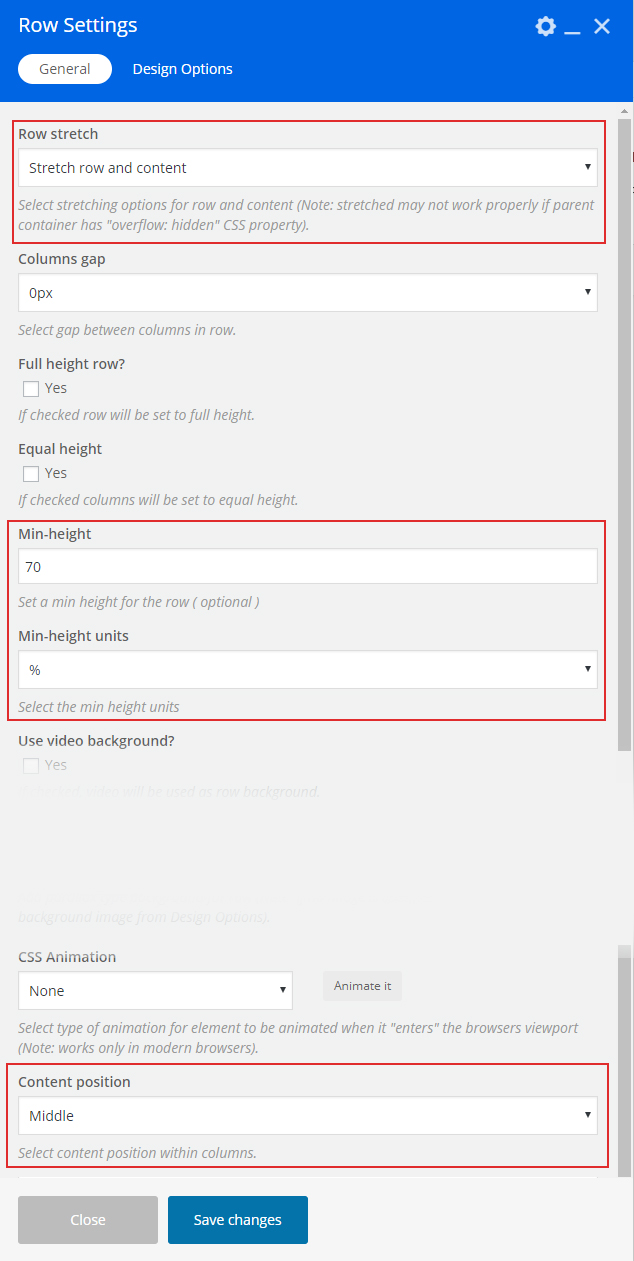 Row Settings
General
Design Options
Row stretch
Stretch row and content
Select stretching options for row and content (Note: stretched may not work properly if parent
container has "overflow: hidden" CSS property).
Columns gap
0px
Select gap between columns in row.
Full height row?
Yes
If checked row will be set to full height.
Equal height
Yes
If checked columns will be set to equal height.
Min-height
70
Set a min height for the row ( optional )
Min-height units
%
Select the min height units
Use video background?
Yes
video will be used as row background.
background image from Design Options).
CSS Animation
None
Animate it
Select type of animation for element to be animated when it "enters" the browsers viewport
(Note: works only in modern browsers).
Content position
Middle
Select content position within columns.
Close
Save changes